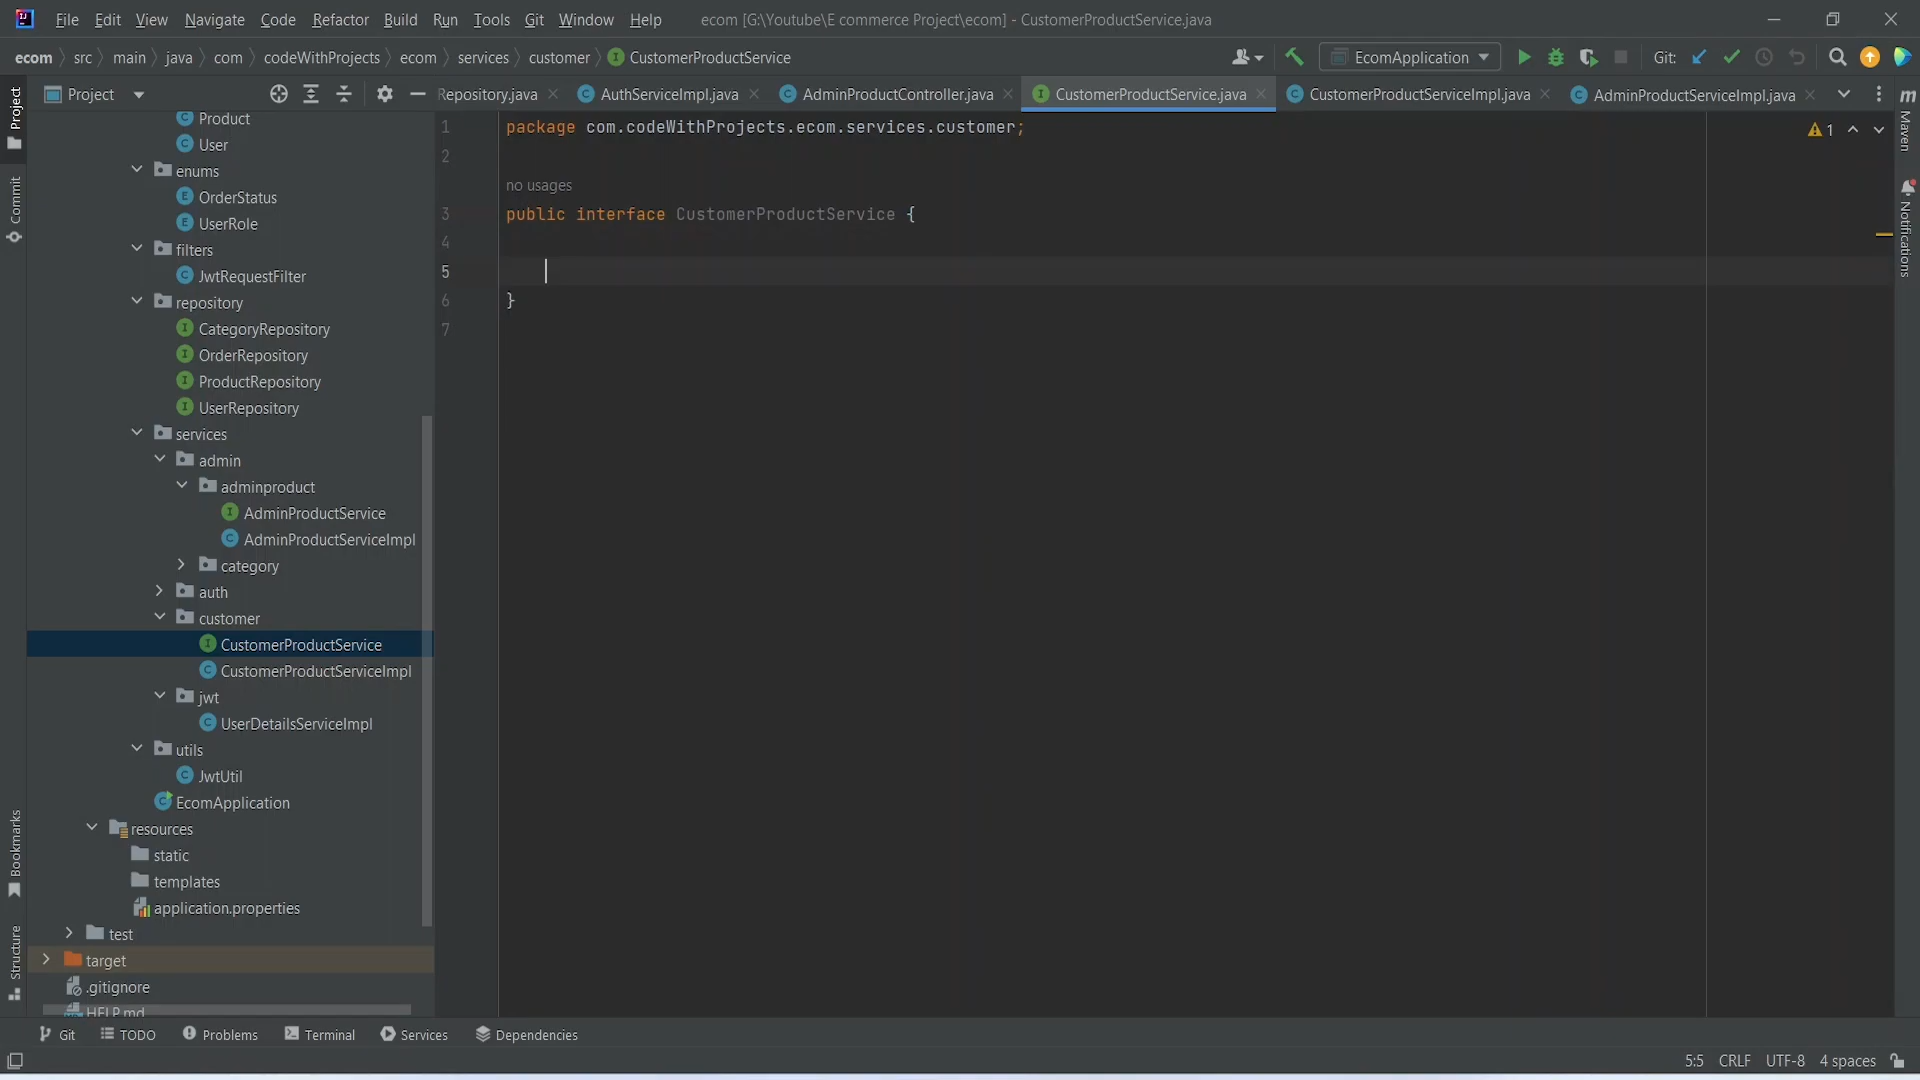 File Edit View Navigate Code Refactor Build Run Tools Git Window Help ecom [G:\Youtube\E commerce Project\ecom] - CustomerProductService.java
ecom src main java com codeWithProjects ecom services customer CustomerProductService EcomApplication Git:
Project Repository.java AuthServiceImpl.java AdminProductController.java CustomerProductService.java CustomerProductServiceImpl.java AdminProductServiceImpl.java
Project
Commit
Bookmarks
Structure
Maven
Notifications
Product
User
enums
OrderStatus
UserRole
filters
JwtRequestFilter
repository
CategoryRepository
OrderRepository
ProductRepository
UserRepository
services
admin
adminproduct
AdminProductService
AdminProductServiceImpl
category
auth
customer
CustomerProductService
CustomerProductServiceImpl
jwt
UserDetailsServiceImpl
utils
JwtUtil
EcomApplication
resources
static
templates
application.properties
test
target
.gitignore
HELP.md
1 package com.codeWithProjects.ecom.services.customer;
2
no usages
3 public interface CustomerProductService {
4
5
6 }
7
1
Git TODO Problems Terminal Services Dependencies
5:5 CRLF UTF-8 4 spaces